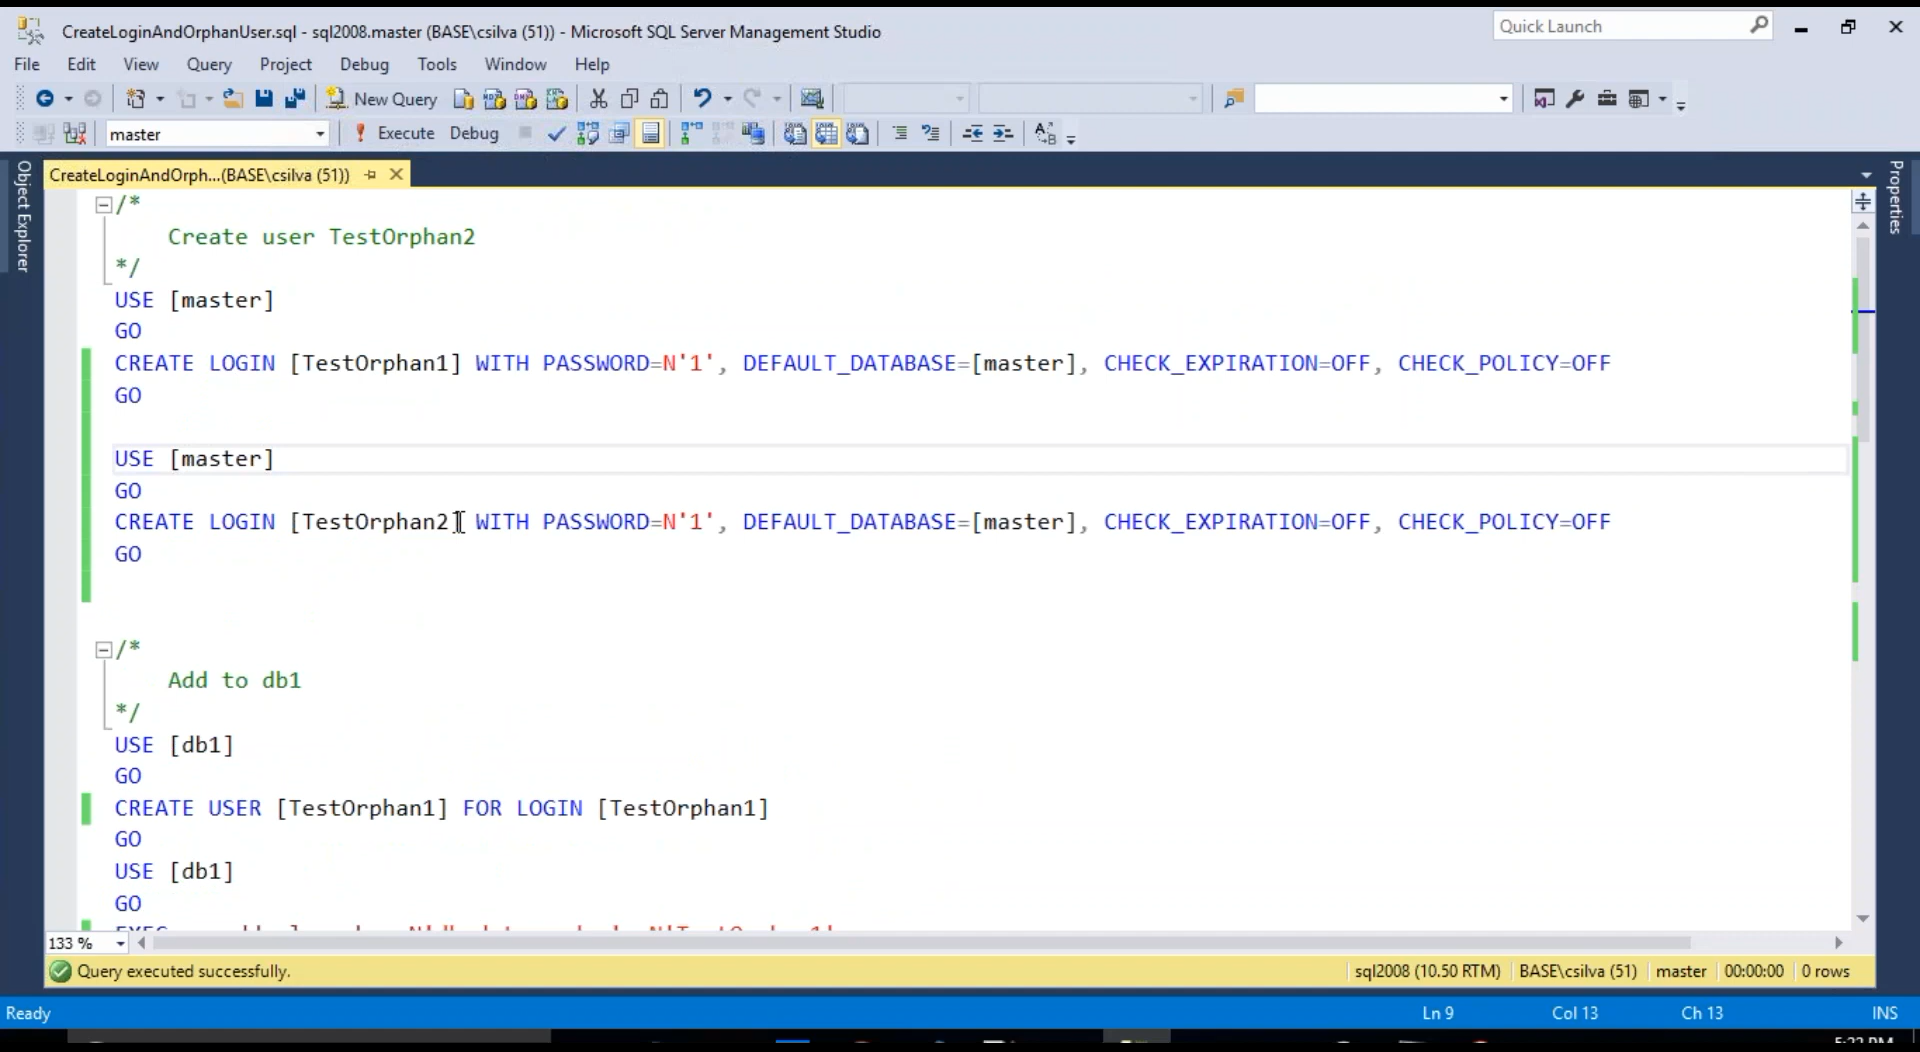 CreateLoginAndOrphanUser.sql - sql2008.master (BASE\csilva (51)) - Microsoft SQL Server Management Studio
Quick Launch
File Edit View Query Project Debug Tools Window Help
New Query
master Execute Debug
Object Explorer
Properties
CreateLoginAndOrph...(BASE\csilva (51))
/*
Create user TestOrphan2
*/
USE [master]
GO
CREATE LOGIN [TestOrphan1] WITH PASSWORD=N'1', DEFAULT_DATABASE=[master], CHECK_EXPIRATION=OFF, CHECK_POLICY=OFF
GO
USE [master]
GO
CREATE LOGIN [TestOrphan2] WITH PASSWORD=N'1', DEFAULT_DATABASE=[master], CHECK_EXPIRATION=OFF, CHECK_POLICY=OFF
GO
/*
Add to db1
*/
USE [db1]
GO
CREATE USER [TestOrphan1] FOR LOGIN [TestOrphan1]
GO
USE [db1]
GO
133 %
Query executed successfully. sql2008 (10.50 RTM) BASE\csilva (51) master 00:00:00 0 rows
Ready Ln 9 Col 13 Ch 13 INS